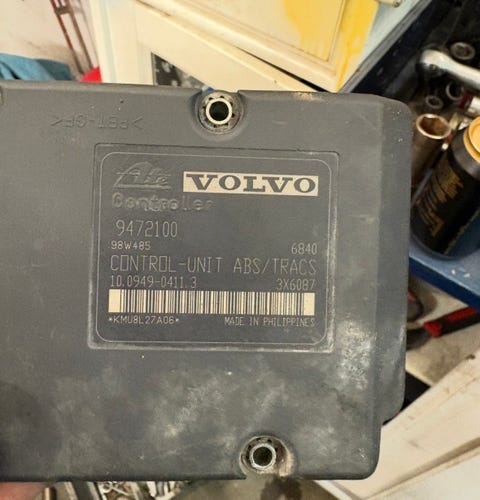 >PBT-GF<
Ate VOLVO
Controller
9472100
98W485 6840
CONTROL-UNIT ABS/TRACS
10.0949-0411.3 3X6087
*KMU8L27A06* MADE IN PHILIPPINES